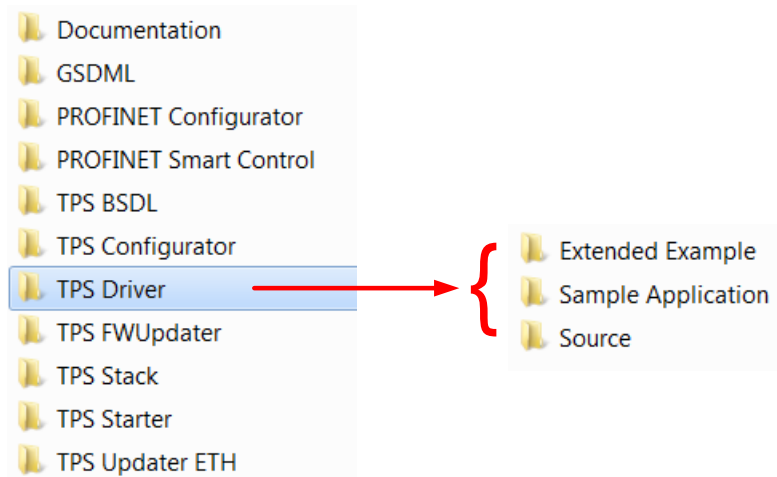 Documentation
GSDML
PROFINET Configurator
PROFINET Smart Control
TPS BSDL
TPS Configurator
TPS Driver
TPS FWUpdater
TPS Stack
TPS Starter
TPS Updater ETH
Extended Example
Sample Application
Source